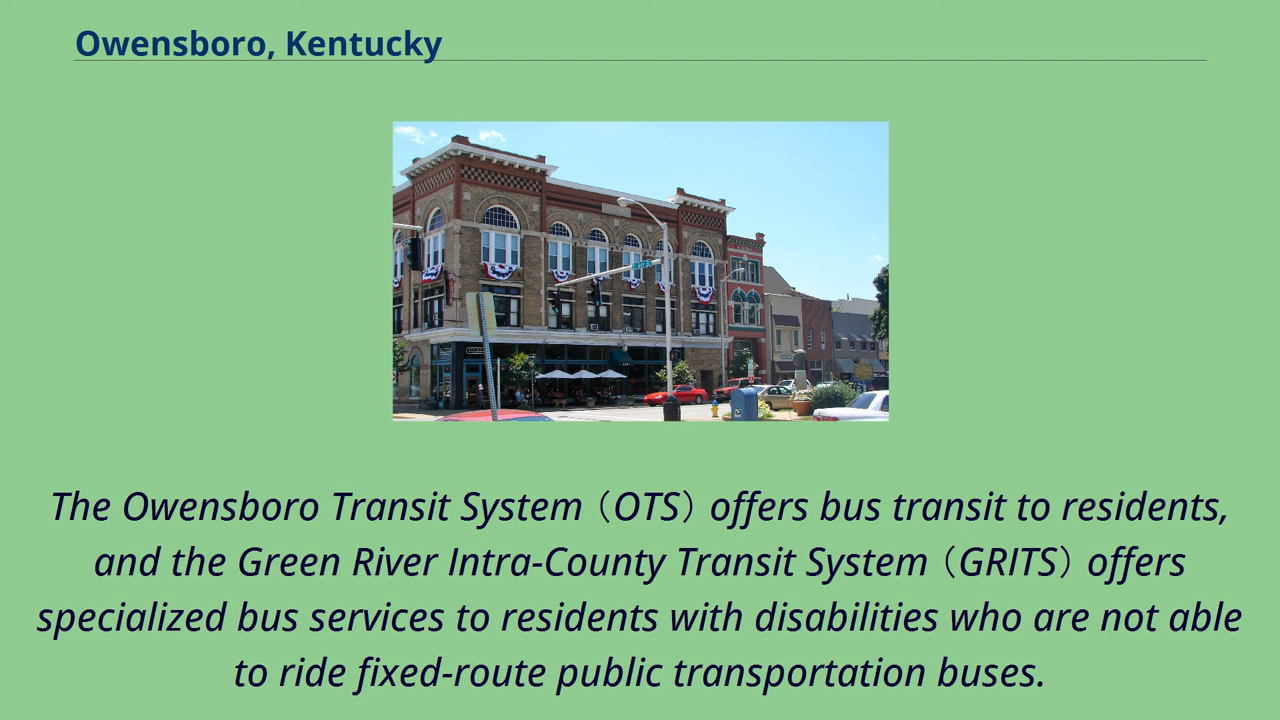 Owensboro, Kentucky
The Owensboro Transit System（OTS）offers bus transit to residents,
and the Green River Intra-County Transit System（GRITS）offers
specialized bus services to residents with disabilities who are not able
to ride fixed-route public transportation buses.